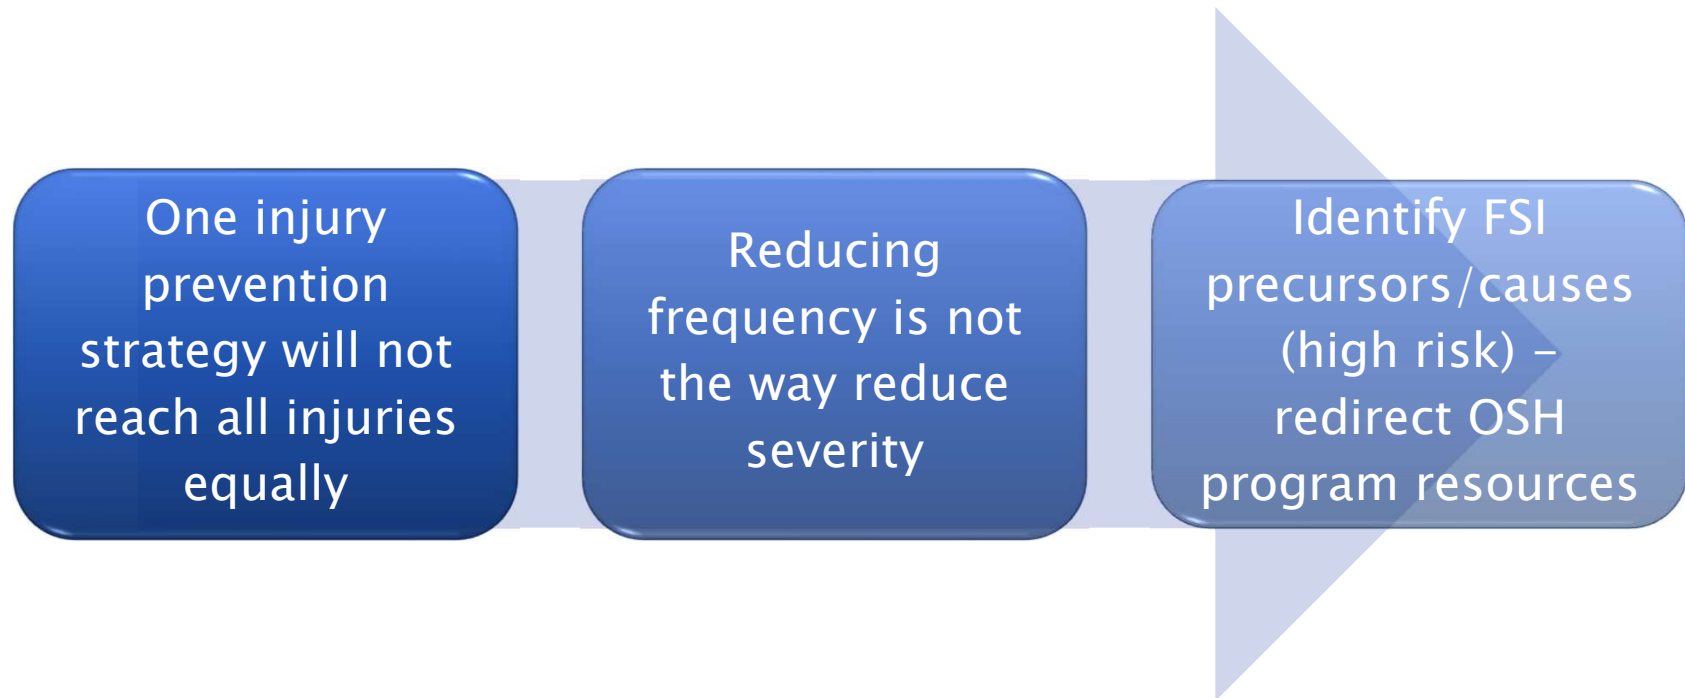 One injury
prevention
strategy will not
reach all injuries
equally
Reducing
frequency is not
the way reduce
severity
Identify FSI
precursors/causes
(high risk) –
redirect OSH
program resources